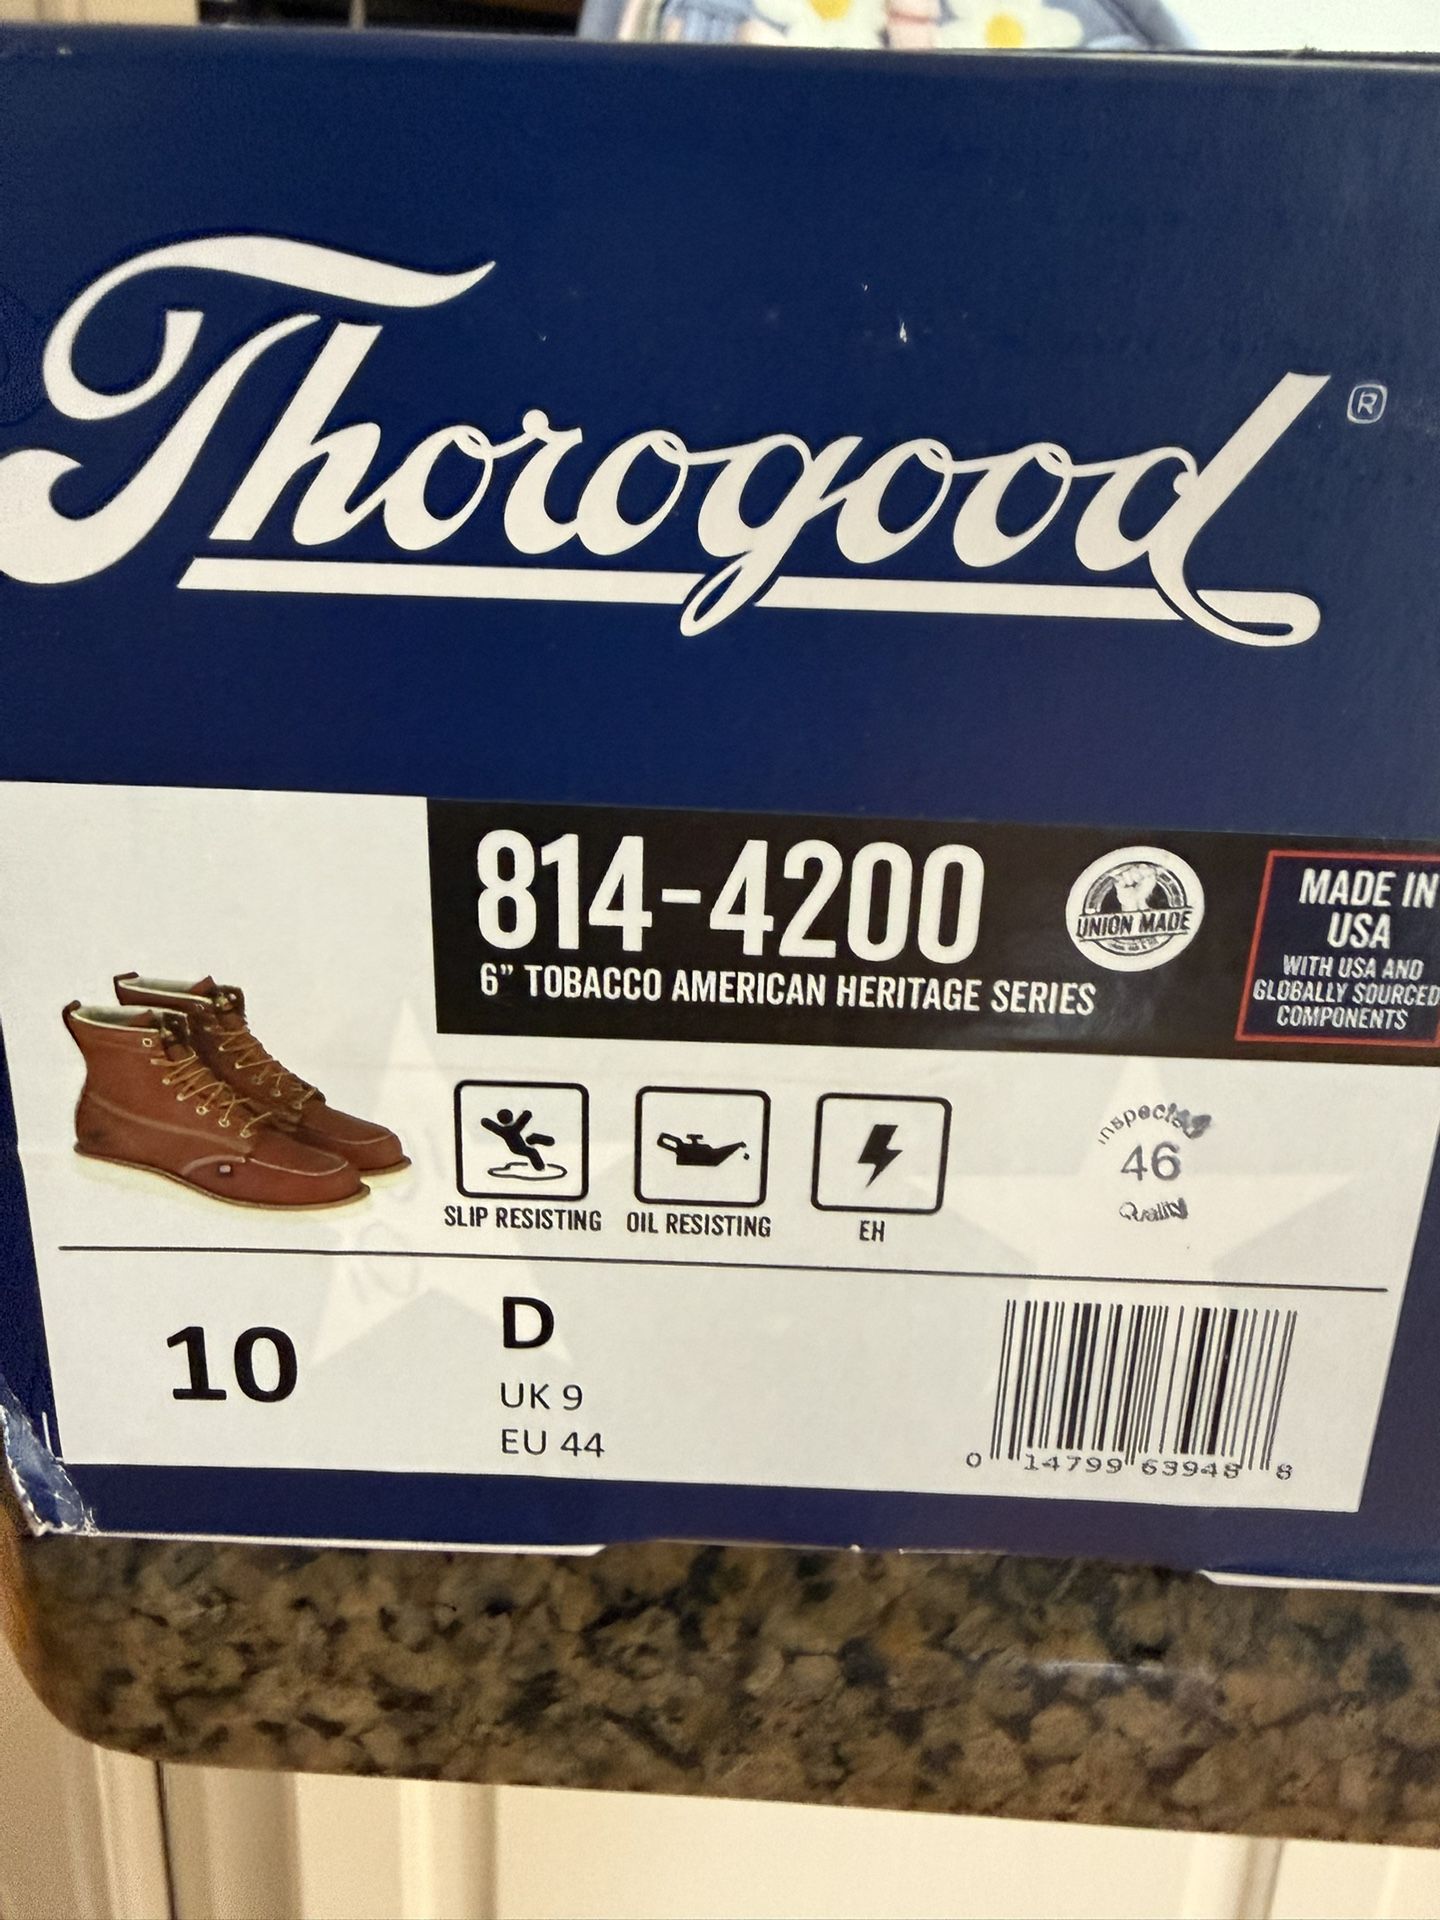 Thorogood ®
814-4200
6” TOBACCO AMERICAN HERITAGE SERIES
UNION MADE
MADE IN
USA
WITH USA AND
GLOBALLY SOURCED
COMPONENTS
SLIP RESISTING
OIL RESISTING
EH
Inspected
46
Quality
10
D
UK 9
EU 44
0 14799 63948 8